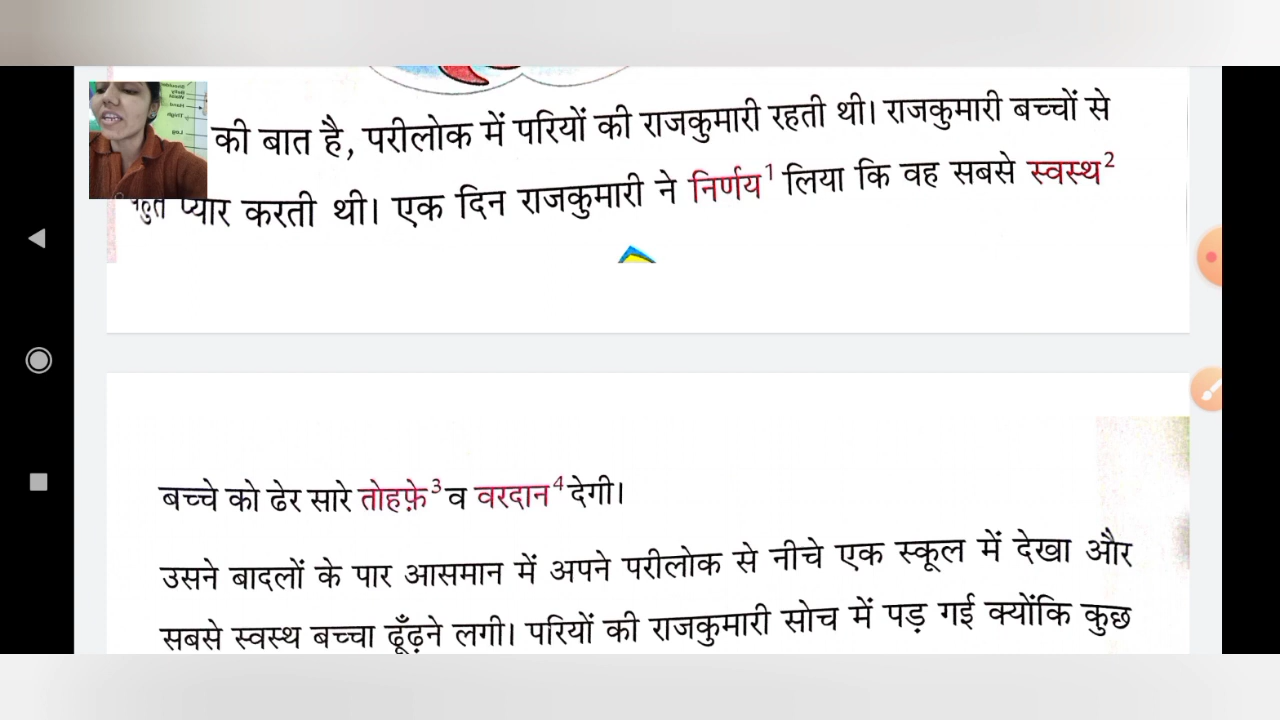 की बात है, परीलोक में परियों की राजकुमारी रहती थी। राजकुमारी बच्चों से
बहुत प्यार करती थी। एक दिन राजकुमारी ने निर्णय1 लिया कि वह सबसे स्वस्थ2
बच्चे को ढेर सारे तोहफ़े3 व वरदान4 देगी।
उसने बादलों के पार आसमान में अपने परीलोक से नीचे एक स्कूल में देखा और
सबसे स्वस्थ बच्चा ढूँढ़ने लगी। परियों की राजकुमारी सोच में पड़ गई क्योंकि कुछ